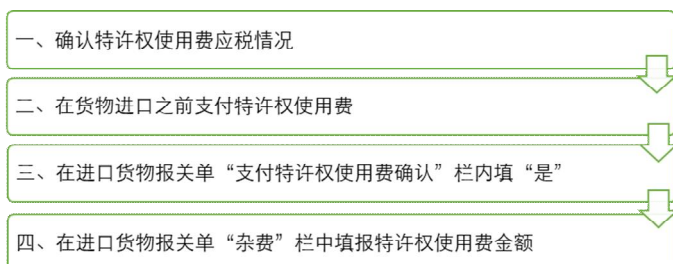 一、确认特许权使用费应税情况
二、在货物进口之前支付特许权使用费
三、在进口货物报关单“支付特许权使用费确认”栏内填“是”
四、在进口货物报关单“杂费”栏中填报特许权使用费金额